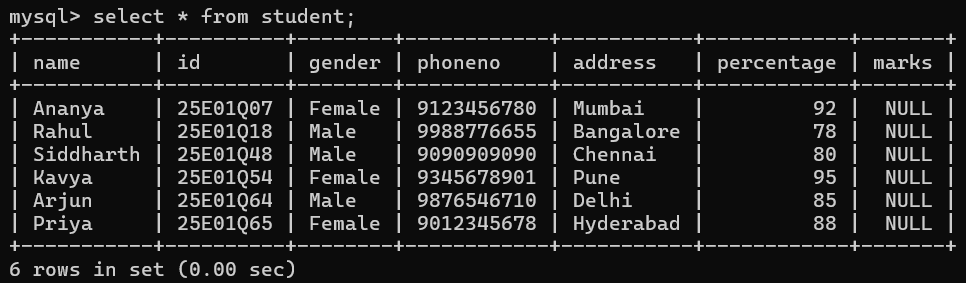 mysql> select * from student;
+-----------+----------+--------+------------+-----------+------------+-------+
| name      | id       | gender | phoneno    | address   | percentage | marks |
+-----------+----------+--------+------------+-----------+------------+-------+
| Ananya    | 25E01Q07 | Female | 9123456780 | Mumbai    |         92 |  NULL |
| Rahul     | 25E01Q18 | Male   | 9988776655 | Bangalore |         78 |  NULL |
| Siddharth | 25E01Q48 | Male   | 9090909090 | Chennai   |         80 |  NULL |
| Kavya     | 25E01Q54 | Female | 9345678901 | Pune      |         95 |  NULL |
| Arjun     | 25E01Q64 | Male   | 9876546710 | Delhi     |         85 |  NULL |
| Priya     | 25E01Q65 | Female | 9012345678 | Hyderabad |         88 |  NULL |
+-----------+----------+--------+------------+-----------+------------+-------+
6 rows in set (0.00 sec)